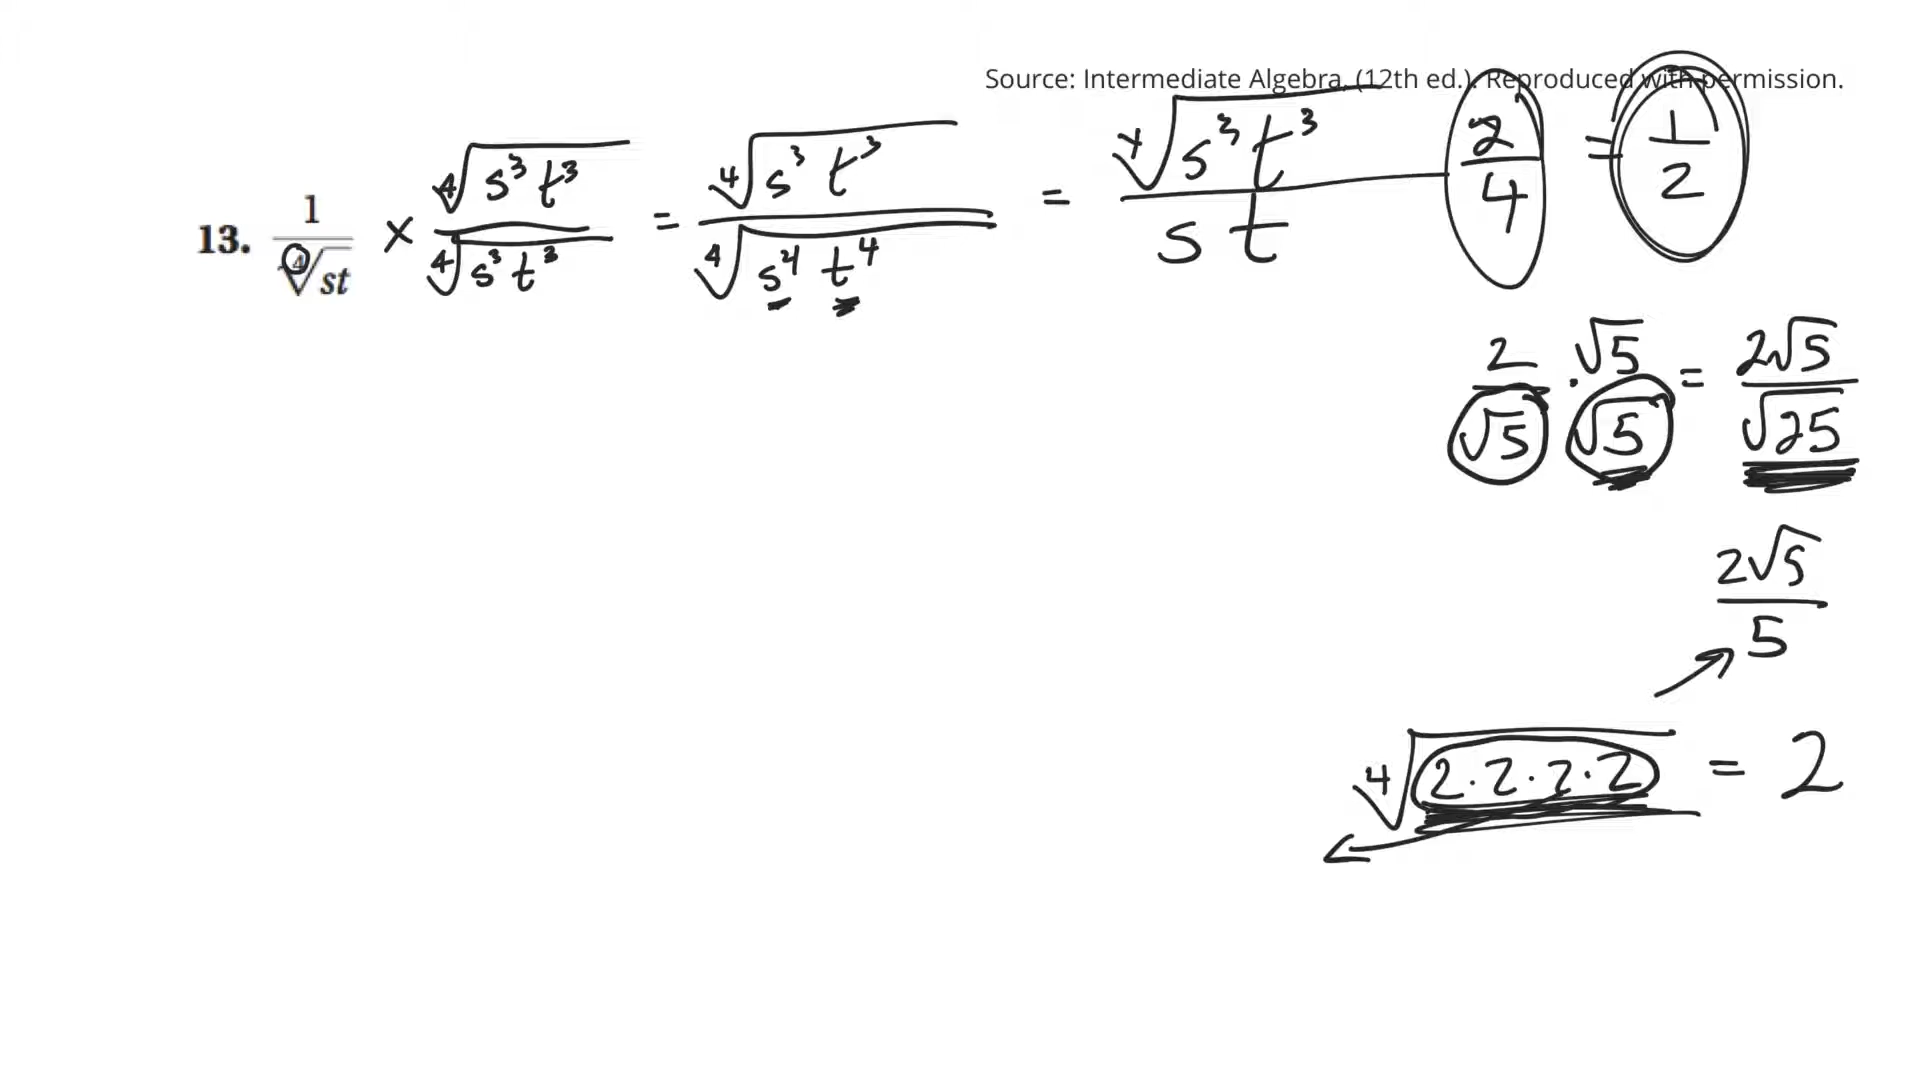 Source: Intermediate Algebra, (12th ed.). Reproduced with permission.
13. 1/∜st × ∜s³t³/∜s³t³ = ∜s³t³/∜s⁴t⁴ = ∜s³t³/st
2/4 = 1/2
2/√5 · √5/√5 = 2√5/√25
2√5/5
∜2·2·2·2 = 2